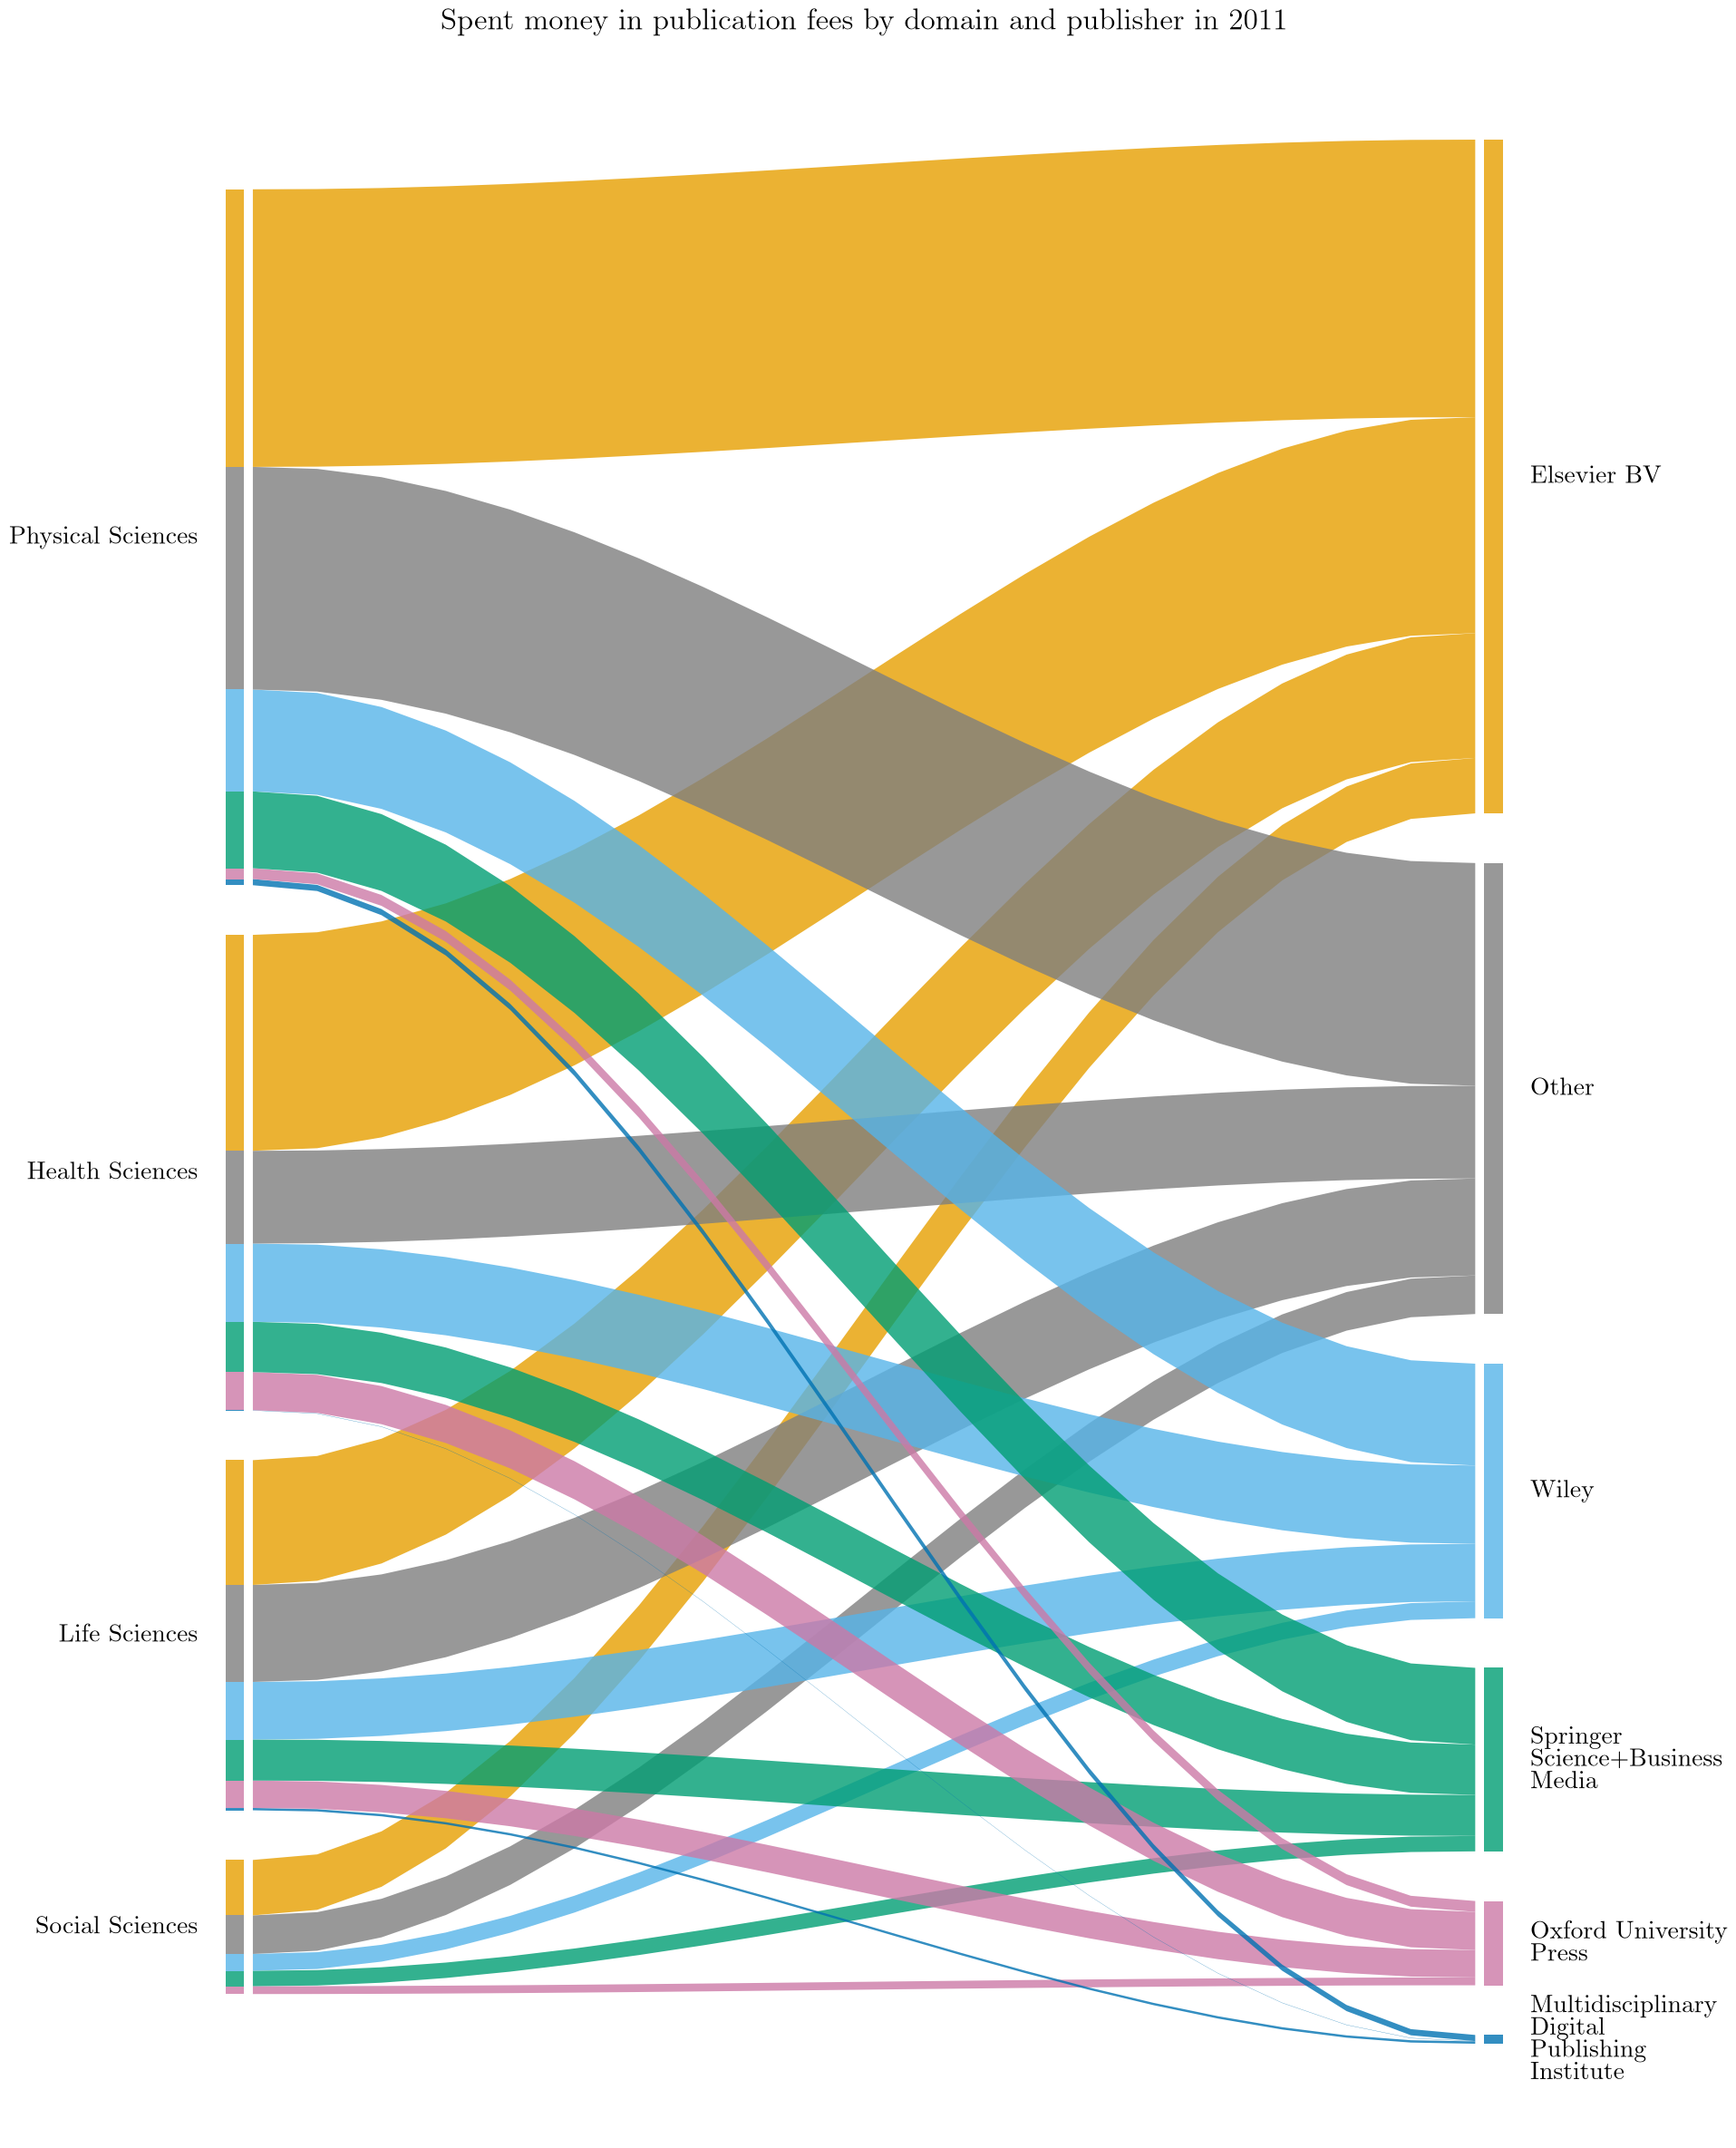 Spent money in publication fees by domain and publisher in 2011
Physical Sciences
Health Sciences
Life Sciences
Social Sciences
Elsevier BV
Other
Wiley
Springer
Science+Business
Media
Oxford University
Press
Multidisciplinary
Digital
Publishing
Institute